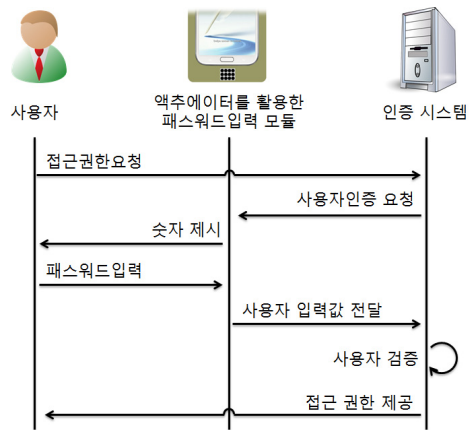 사용자
액추에이터를 활용한
패스워드입력 모듈
인증 시스템
접근권한요청
사용자인증 요청
숫자 제시
패스워드입력
사용자 입력값 전달
사용자 검증
접근 권한 제공